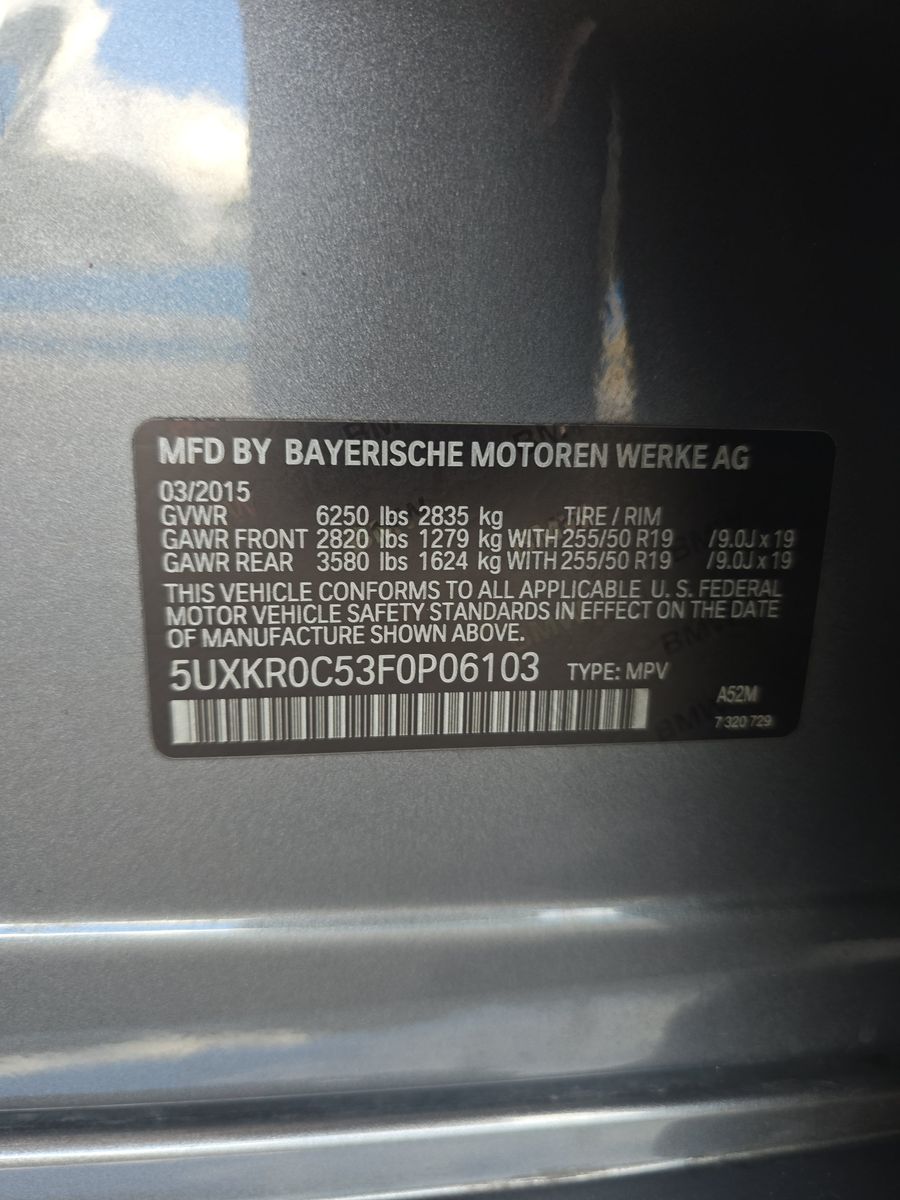 MFD BY BAYERISCHE MOTOREN WERKE AG
03/2015
GVWR 6250 lbs 2835 kg TIRE / RIM
GAWR FRONT 2820 lbs 1279 kg WITH 255/50 R19 /9.0J x 19
GAWR REAR 3580 lbs 1624 kg WITH 255/50 R19 /9.0J x 19
THIS VEHICLE CONFORMS TO ALL APPLICABLE U. S. FEDERAL
MOTOR VEHICLE SAFETY STANDARDS IN EFFECT ON THE DATE
OF MANUFACTURE SHOWN ABOVE.
5UXKR0C53F0P06103 TYPE: MPV
A52M
7 320 729